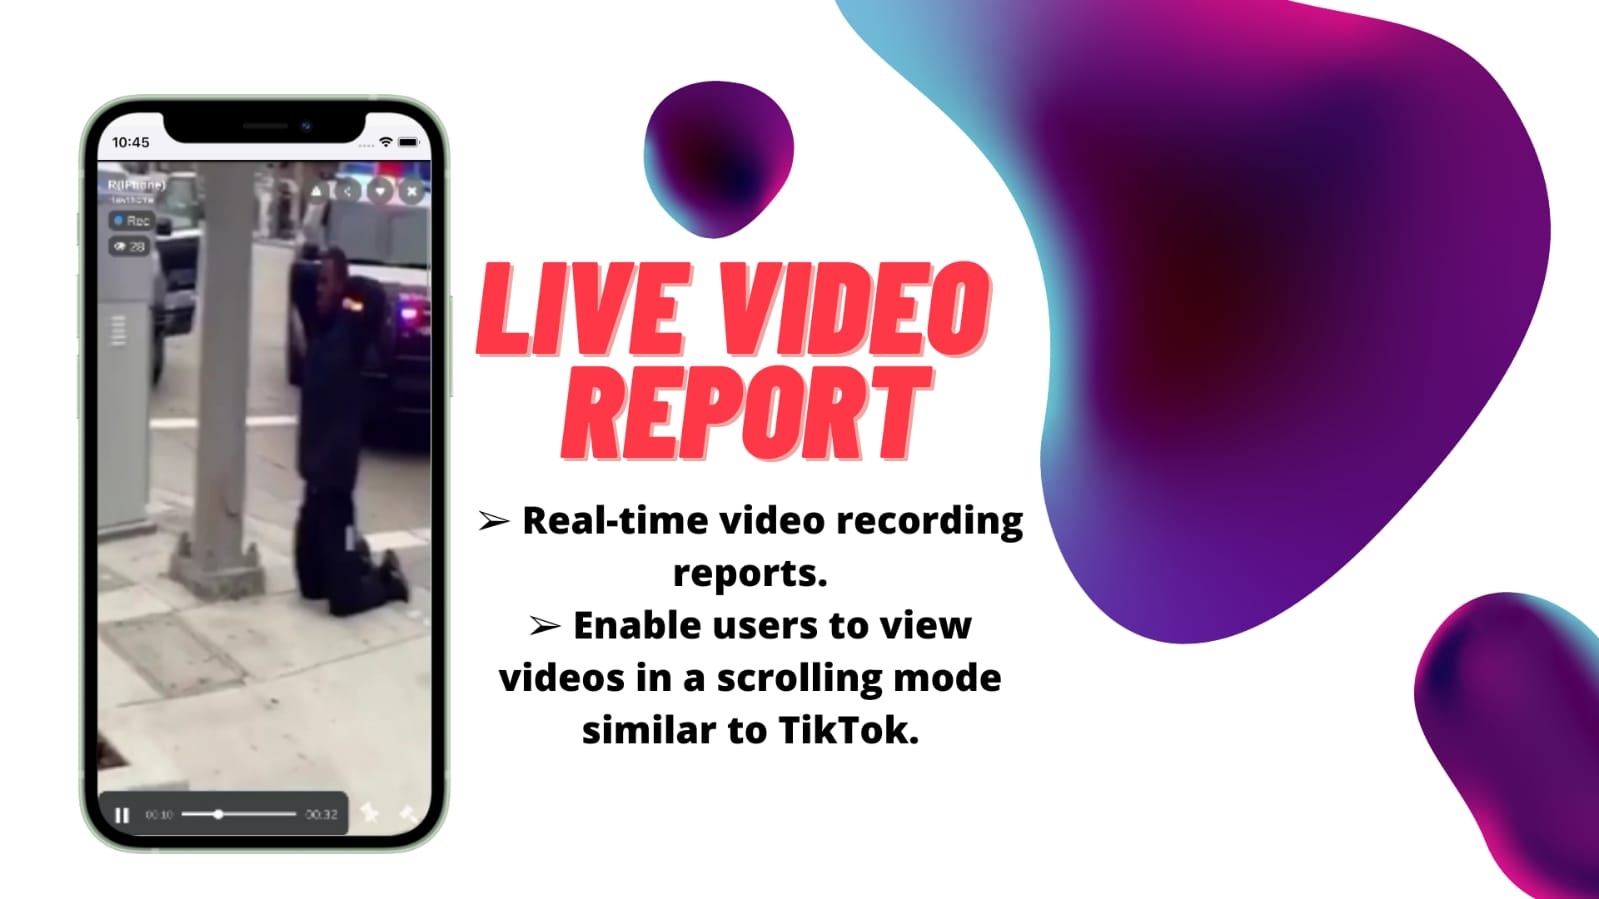 10:45
R(iPhone)
Rec
28
00:10
00:32
LIVE VIDEO
REPORT
➢ Real-time video recording
reports.
➢ Enable users to view
videos in a scrolling mode
similar to TikTok.